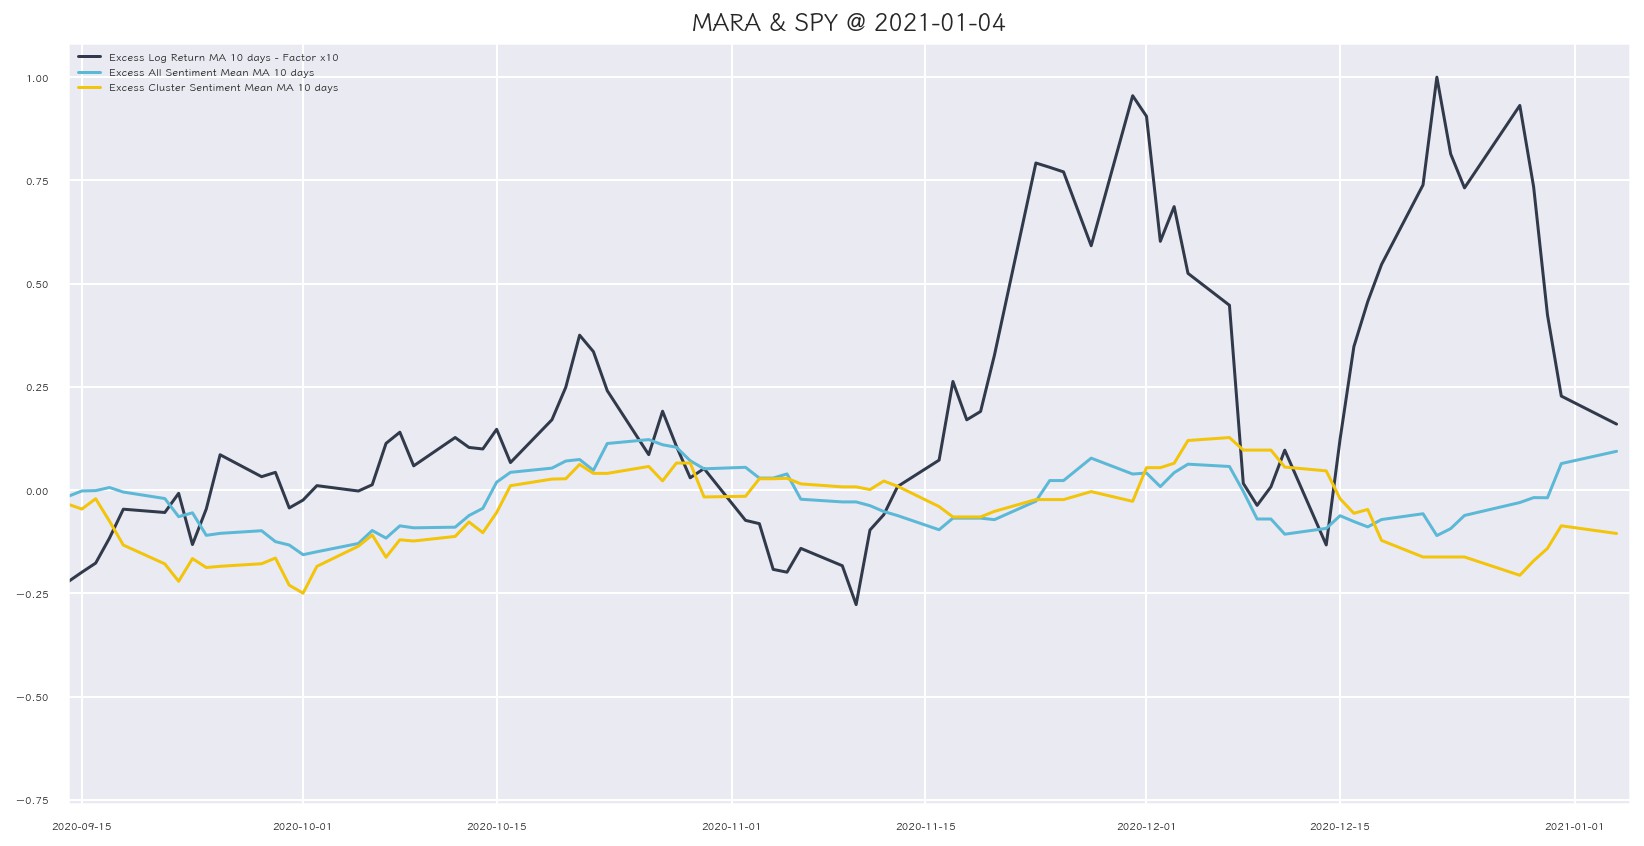 MARA & SPY @ 2021-01-04
Excess Log Return MA 10 days - Factor x10
Excess All Sentiment Mean MA 10 days
Excess Cluster Sentiment Mean MA 10 days
1.00
0.75
0.50
0.25
0.00
−0.25
−0.50
−0.75
2020-09-15 2020-10-01 2020-10-15 2020-11-01 2020-11-15 2020-12-01 2020-12-15 2021-01-01